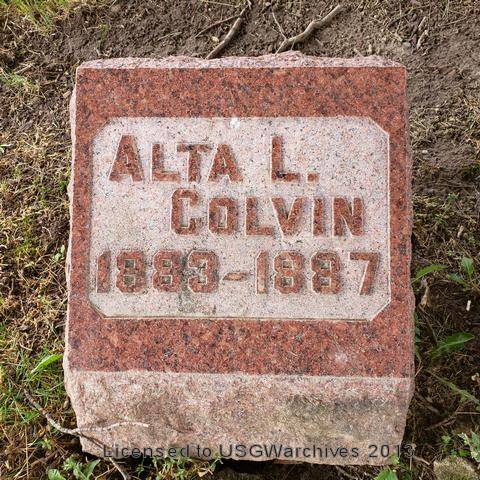 ALTA L.
COLVIN
1883-1887
Licensed to USGWarchives 2013